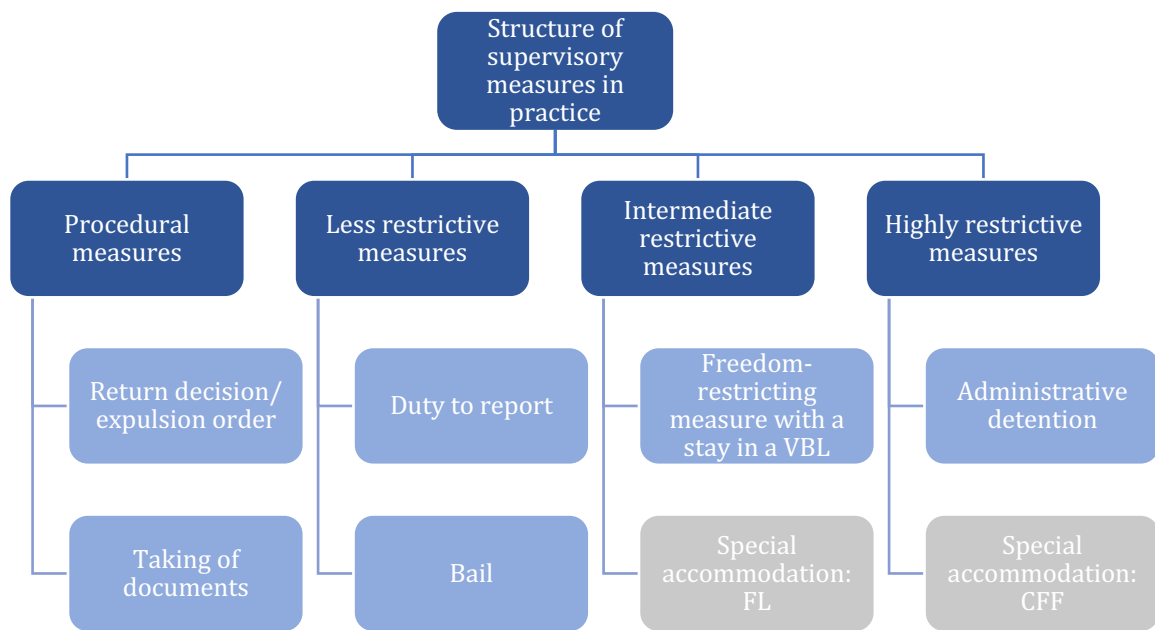 Structure of
supervisory
measures in
practice
Procedural
measures
Less restrictive
measures
Intermediate
restrictive
measures
Highly restrictive
measures
Return decision/
expulsion order
Duty to report
Freedom-
restricting
measure with a
stay in a VBL
Administrative
detention
Taking of
documents
Bail
Special
accommodation:
FL
Special
accommodation:
CFF